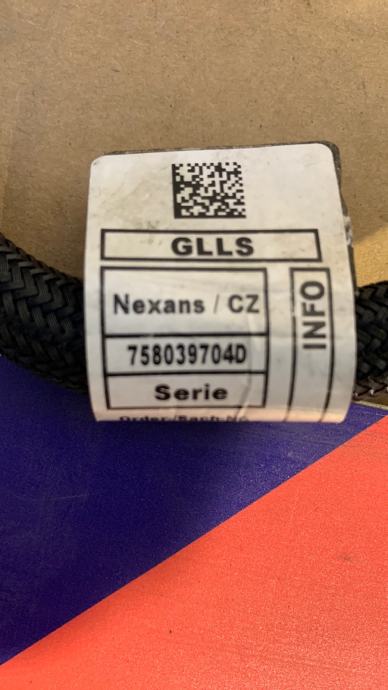 GLLS
Nexans / CZ
INFO
758039704D
Serie